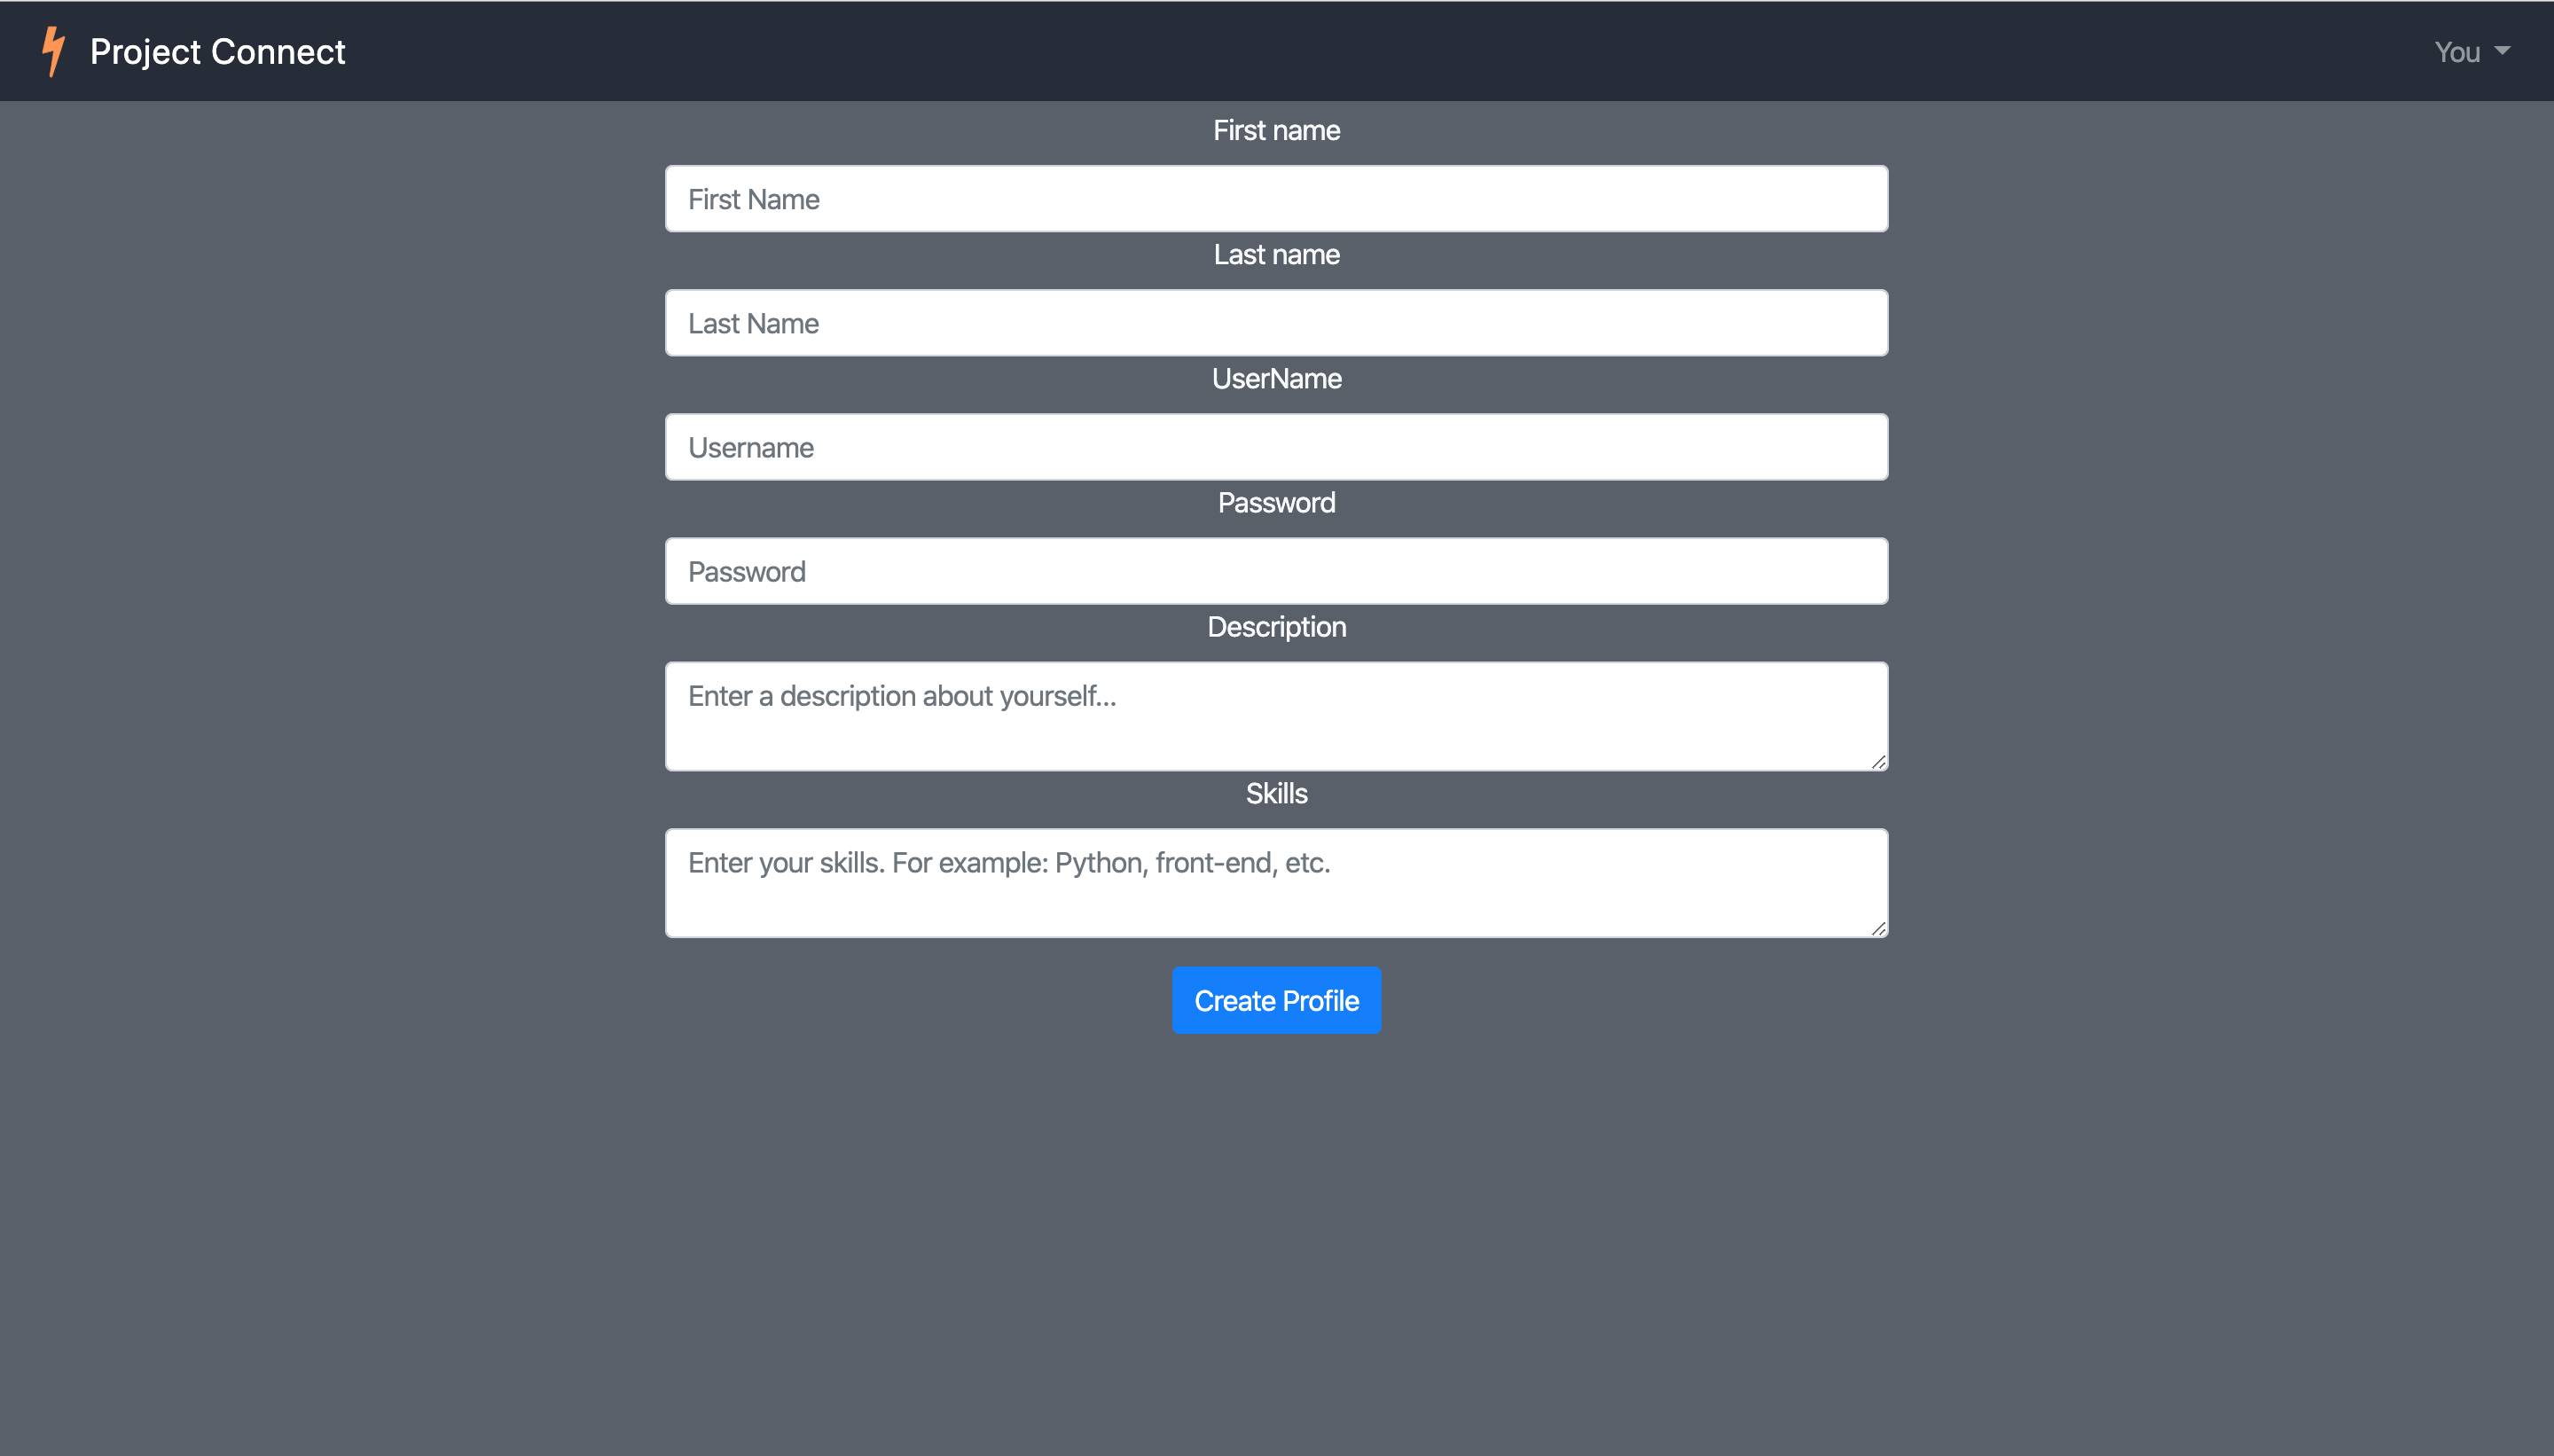 Project Connect
You
First name
First Name
Last name
Last Name
UserName
Username
Password
Password
Description
Enter a description about yourself...
Skills
Enter your skills. For example: Python, front-end, etc.
Create Profile